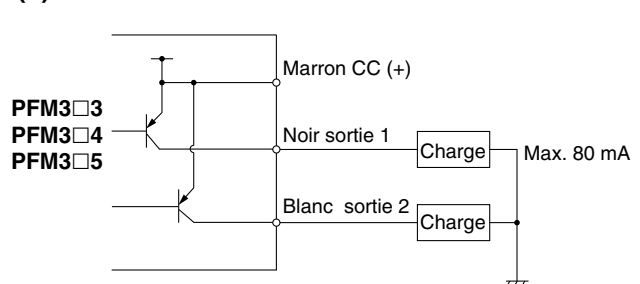 Marron CC (+)
PFM3□3
PFM3□4
PFM3□5
Noir sortie 1
Charge
Max. 80 mA
Blanc sortie 2
Charge